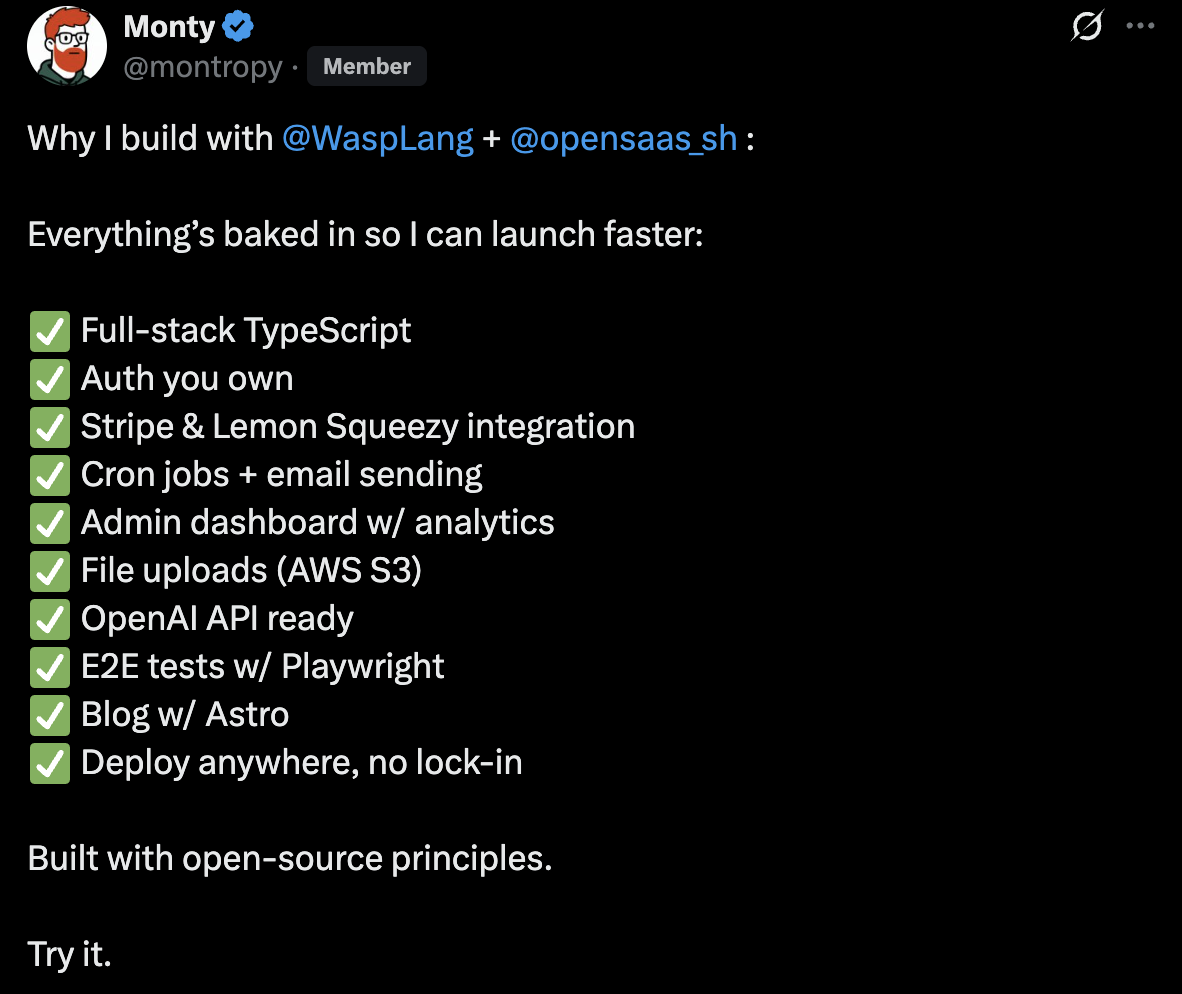 Monty
@montropy · Member
Why I build with @WaspLang + @opensaas_sh :
Everything’s baked in so I can launch faster:
✅ Full-stack TypeScript
✅ Auth you own
✅ Stripe & Lemon Squeezy integration
✅ Cron jobs + email sending
✅ Admin dashboard w/ analytics
✅ File uploads (AWS S3)
✅ OpenAI API ready
✅ E2E tests w/ Playwright
✅ Blog w/ Astro
✅ Deploy anywhere, no lock-in
Built with open-source principles.
Try it.